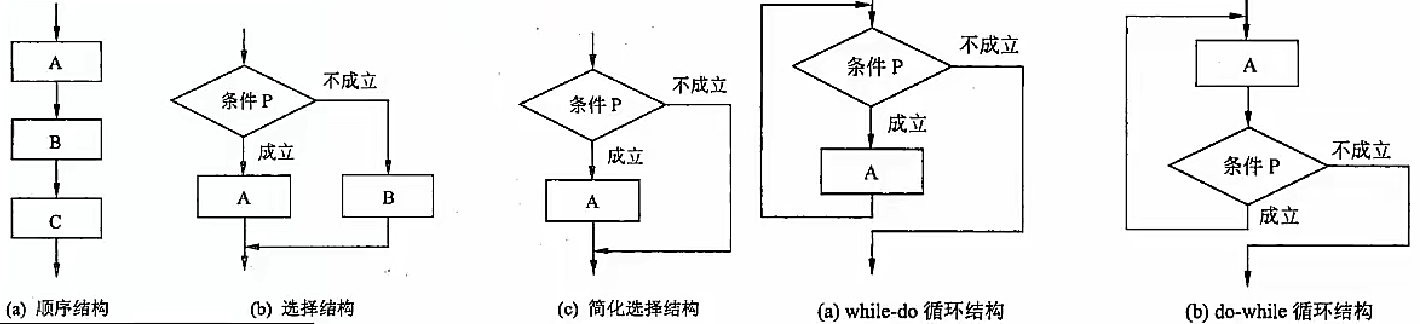 A
B
C
(a) 顺序结构
条件 P
不成立
成立
A
B
(b) 选择结构
条件 P
不成立
成立
A
(c) 简化选择结构
条件 P
不成立
成立
A
(a) while-do 循环结构
A
条件 P
不成立
成立
(b) do-while 循环结构